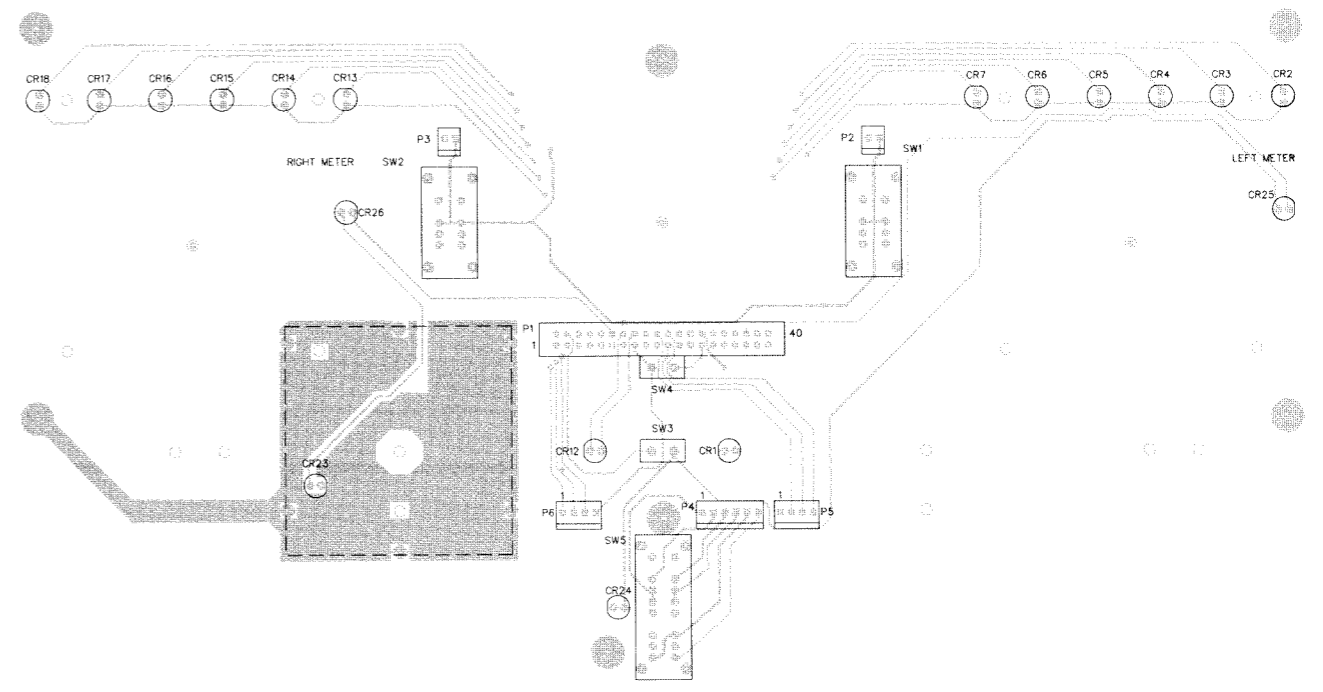 CR18 CR17 CR16 CR15 CR14 CR13
CR7 CR6 CR5 CR4 CR3 CR2
P3
P2
RIGHT METER SW2
SW1
LEFT METER
CR25
CR26
P1
40
1
SW4
SW3
CR12
CR1
CR23
1
1
1
P6
P4
P5
SW5
CR24